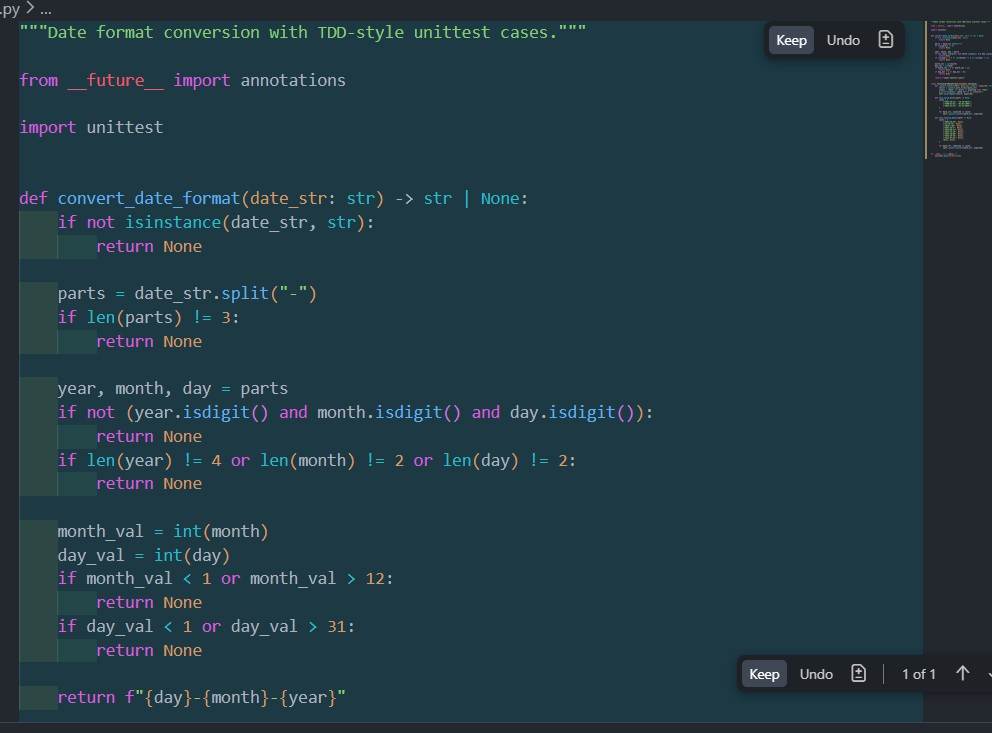 .py > ...
"""Date format conversion with TDD-style unittest cases."""
Keep Undo
from __future__ import annotations
import unittest
def convert_date_format(date_str: str) -> str | None:
    if not isinstance(date_str, str):
        return None
    parts = date_str.split("-")
    if len(parts) != 3:
        return None
    year, month, day = parts
    if not (year.isdigit() and month.isdigit() and day.isdigit()):
        return None
    if len(year) != 4 or len(month) != 2 or len(day) != 2:
        return None
    month_val = int(month)
    day_val = int(day)
    if month_val < 1 or month_val > 12:
        return None
    if day_val < 1 or day_val > 31:
        return None
    return f"{day}-{month}-{year}"
Keep Undo 1 of 1